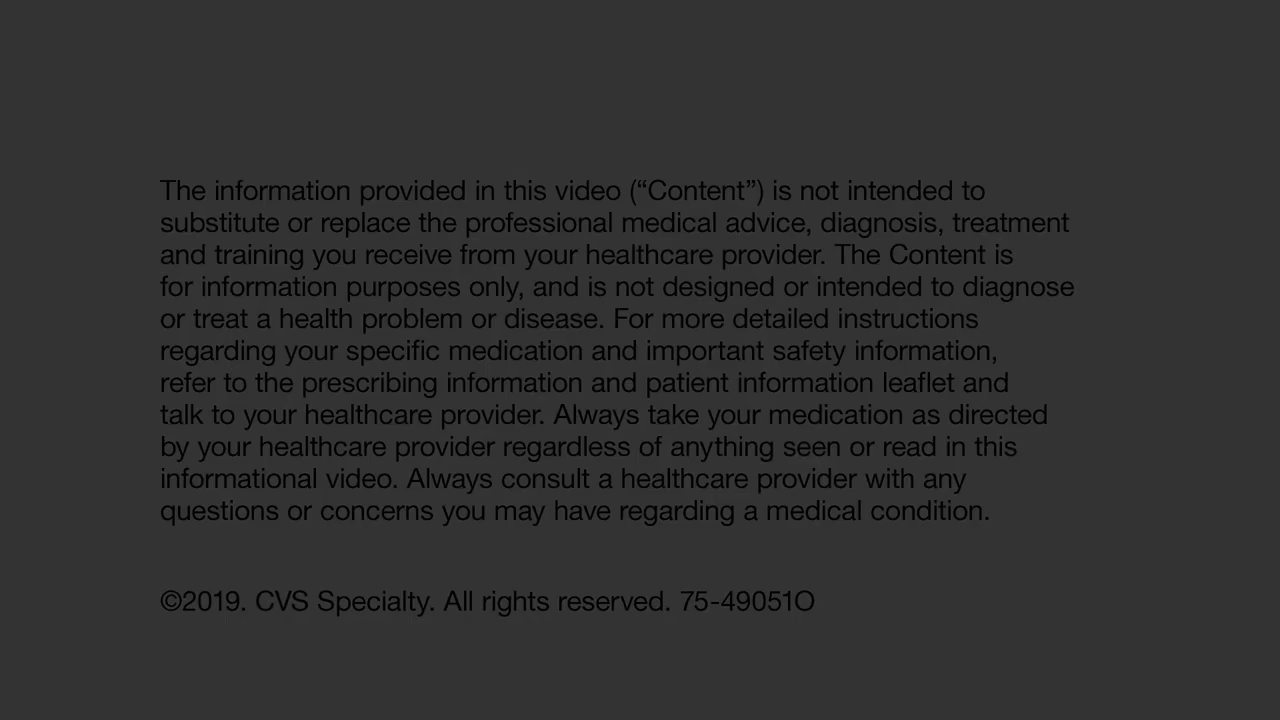 The information provided in this video (“Content”) is not intended to
substitute or replace the professional medical advice, diagnosis, treatment
and training you receive from your healthcare provider. The Content is
for information purposes only, and is not designed or intended to diagnose
or treat a health problem or disease. For more detailed instructions
regarding your specific medication and important safety information,
refer to the prescribing information and patient information leaflet and
talk to your healthcare provider. Always take your medication as directed
by your healthcare provider regardless of anything seen or read in this
informational video. Always consult a healthcare provider with any
questions or concerns you may have regarding a medical condition.
©2019. CVS Specialty. All rights reserved. 75-49051O